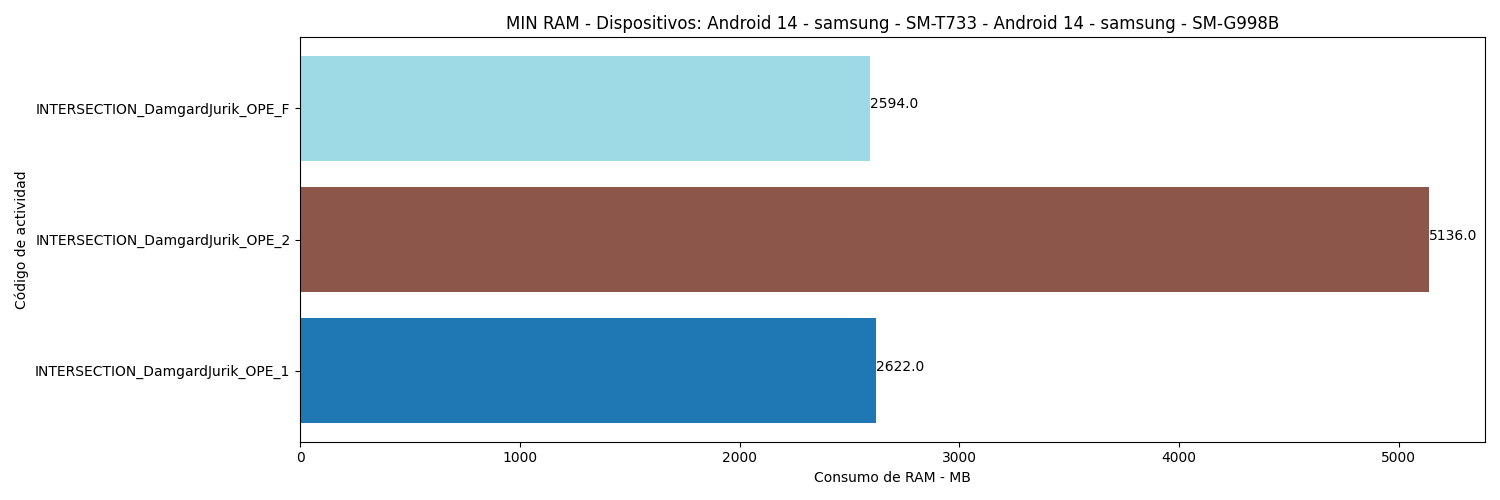 MIN RAM - Dispositivos: Android 14 - samsung - SM-T733 - Android 14 - samsung - SM-G998B
Código de actividad
INTERSECTION_DamgardJurik_OPE_F
2594.0
INTERSECTION_DamgardJurik_OPE_2
5136.0
INTERSECTION_DamgardJurik_OPE_1
2622.0
0 1000 2000 3000 4000 5000
Consumo de RAM - MB